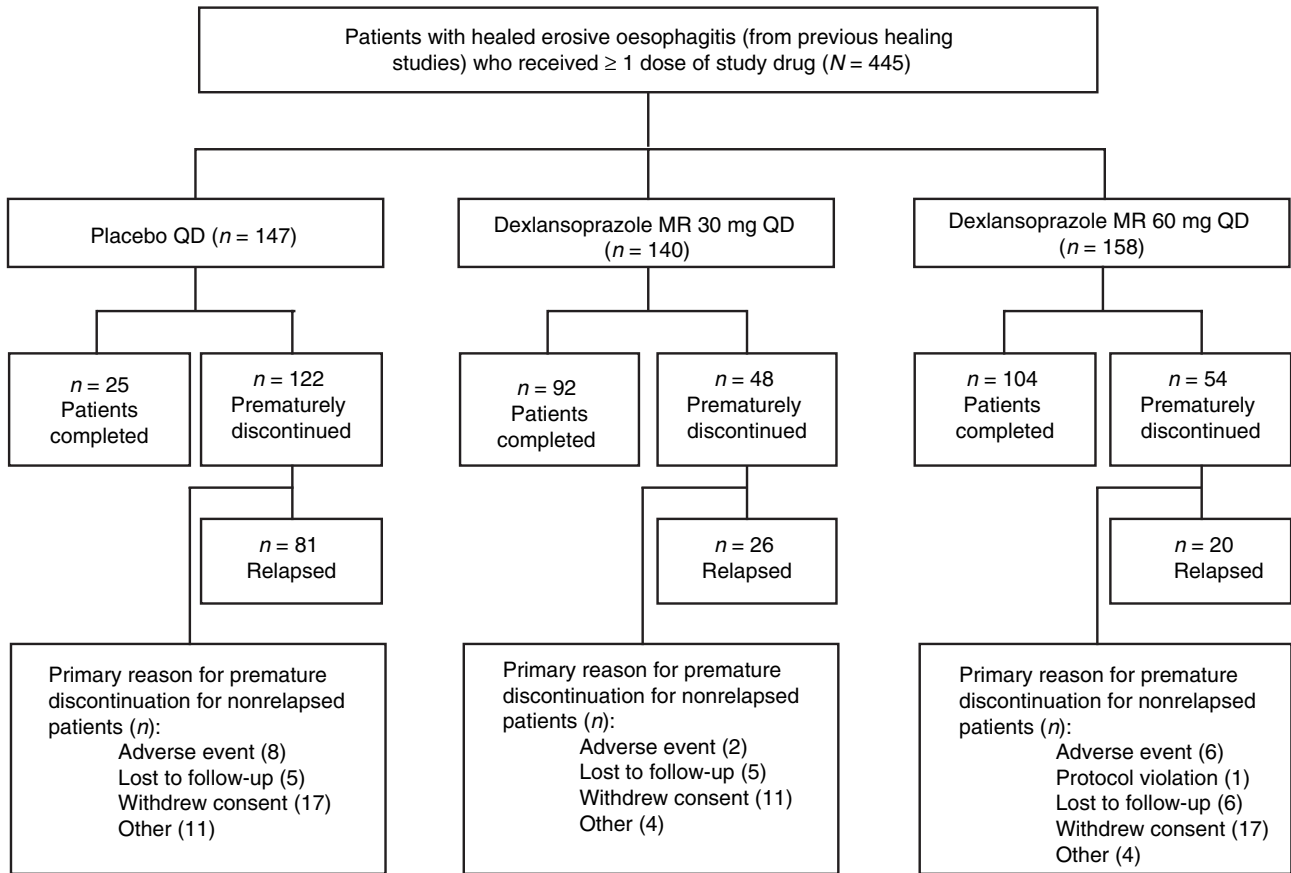 Patients with healed erosive oesophagitis (from previous healing
studies) who received ≥ 1 dose of study drug (N = 445)
Placebo QD (n = 147)
Dexlansoprazole MR 30 mg QD
(n = 140)
Dexlansoprazole MR 60 mg QD
(n = 158)
n = 25
Patients
completed
n = 122
Prematurely
discontinued
n = 92
Patients
completed
n = 48
Prematurely
discontinued
n = 104
Patients
completed
n = 54
Prematurely
discontinued
n = 81
Relapsed
n = 26
Relapsed
n = 20
Relapsed
Primary reason for premature
discontinuation for nonrelapsed
patients (n):
Adverse event (8)
Lost to follow-up (5)
Withdrew consent (17)
Other (11)
Primary reason for premature
discontinuation for nonrelapsed
patients (n):
Adverse event (2)
Lost to follow-up (5)
Withdrew consent (11)
Other (4)
Primary reason for premature
discontinuation for nonrelapsed
patients (n):
Adverse event (6)
Protocol violation (1)
Lost to follow-up (6)
Withdrew consent (17)
Other (4)